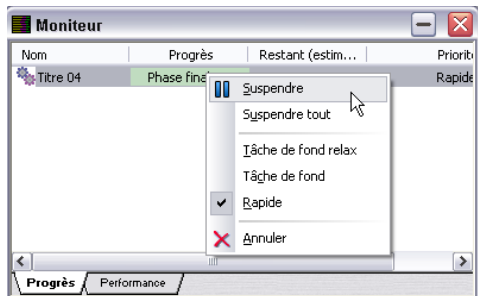 Moniteur
Nom Progrès Restant (estim... Priorit
Titre 04 Phase fina Rapide
Suspendre
Suspendre tout
Tâche de fond relax
Tâche de fond
Rapide
Annuler
Progrès Performance